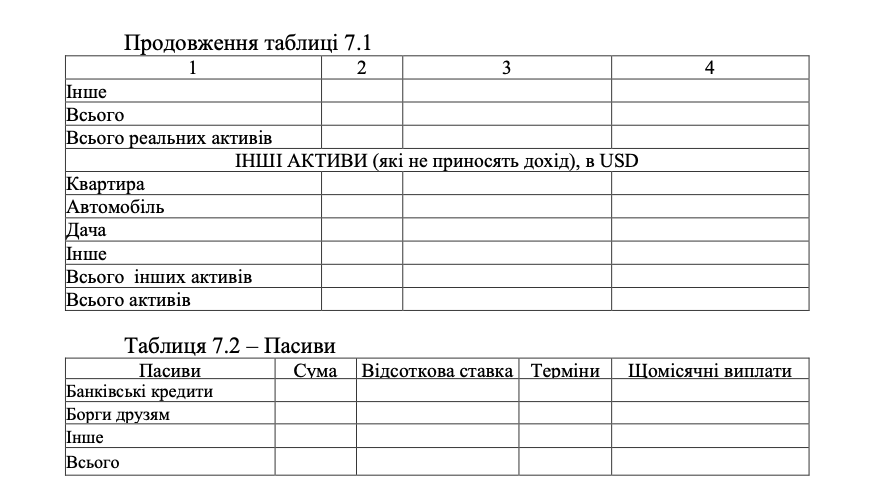 Продовження таблиці 7.1
1 2 3 4
Інше
Всього
Всього реальних активів
ІНШІ АКТИВИ (які не приносять дохід), в USD
Квартира
Автомобіль
Дача
Інше
Всього інших активів
Всього активів
Таблиця 7.2 – Пасиви
Пасиви Сума Відсоткова ставка Терміни Щомісячні виплати
Банківські кредити
Борги друзям
Інше
Всього